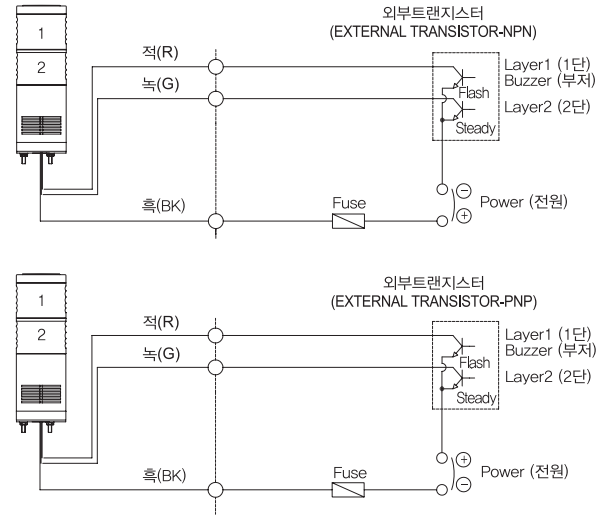 외부트랜지스터
(EXTERNAL TRANSISTOR-NPN)
1
2
적(R)
녹(G)
흑(BK)
Layer1 (1단)
Buzzer (부저)
Flash
Layer2 (2단)
Steady
Fuse
⊖
⊕
Power (전원)
외부트랜지스터
(EXTERNAL TRANSISTOR-PNP)
1
2
적(R)
녹(G)
흑(BK)
Layer1 (1단)
Buzzer (부저)
Flash
Layer2 (2단)
Steady
Fuse
⊕
⊖
Power (전원)